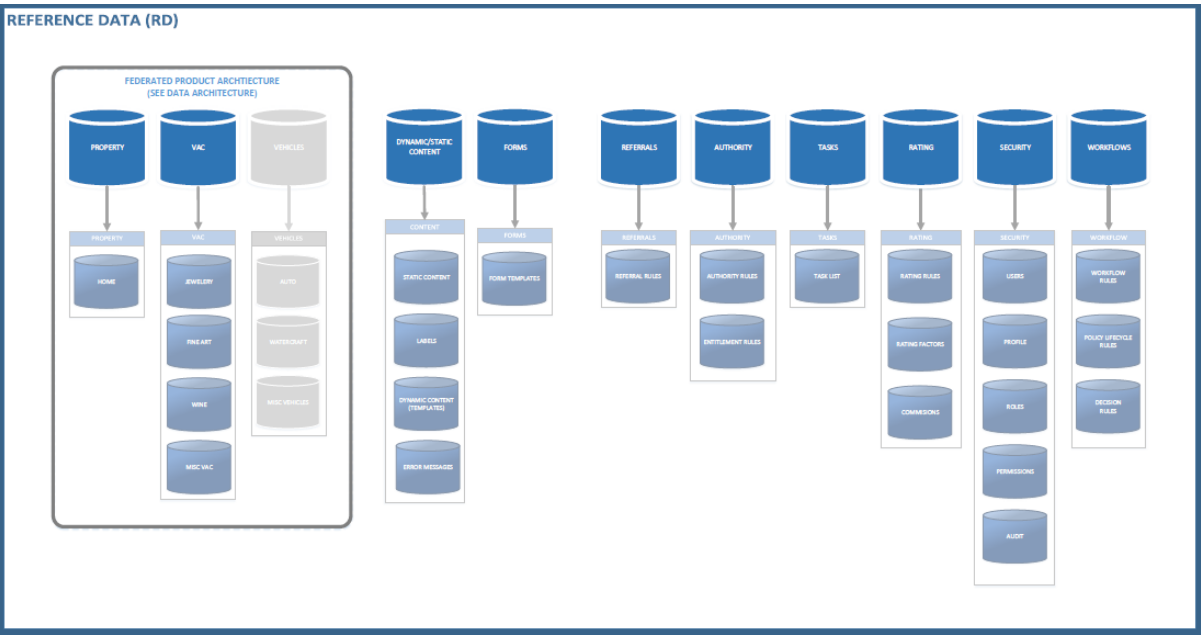 REFERENCE DATA (RD)
FEDERATED PRODUCT ARCHTIECTURE
(SEE DATA ARCHITECTURE)
PROPERTY
VAC
VEHICLES
DYNAMIC/STATIC
CONTENT
FORMS
REFERRALS
AUTHORITY
TASKS
RATING
SECURITY
WORKFLOWS
PROPERTY
HOME
VAC
JEWELERY
FINE ART
WINE
MISC VAC
VEHICLES
AUTO
WATERCRAFT
MISC VEHICLES
CONTENT
STATIC CONTENT
LABELS
DYNAMIC CONTENT
(TEMPLATES)
ERROR MESSAGES
FORMS
FORM TEMPLATES
REFERRALS
REFERRAL RULES
AUTHORITY
AUTHORITY RULES
ENTITLEMENT RULES
TASKS
TASK LIST
RATING
RATING RULES
RATING FACTORS
COMMISIONS
SECURITY
USERS
PROFILE
ROLES
PERMISSIONS
AUDIT
WORKFLOW
WORKFLOW
RULES
POLICY LIFECYCLE
RULES
DECISION
RULES